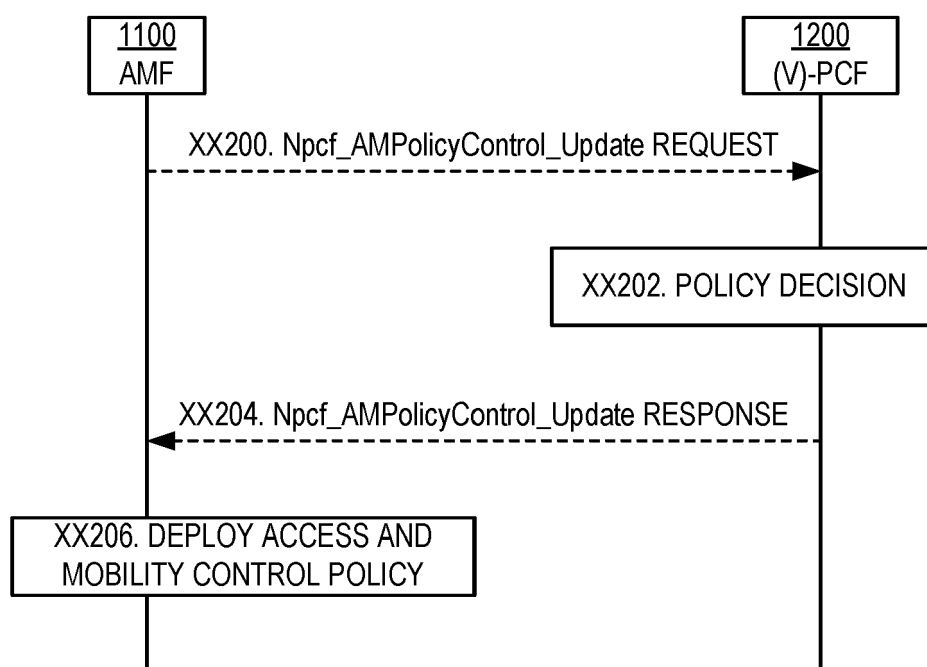 1100
AMF
1200
(V)-PCF
XX200. Npcf_AMPolicyControl_Update REQUEST
XX202. POLICY DECISION
XX204. Npcf_AMPolicyControl_Update RESPONSE
XX206. DEPLOY ACCESS AND
MOBILITY CONTROL POLICY